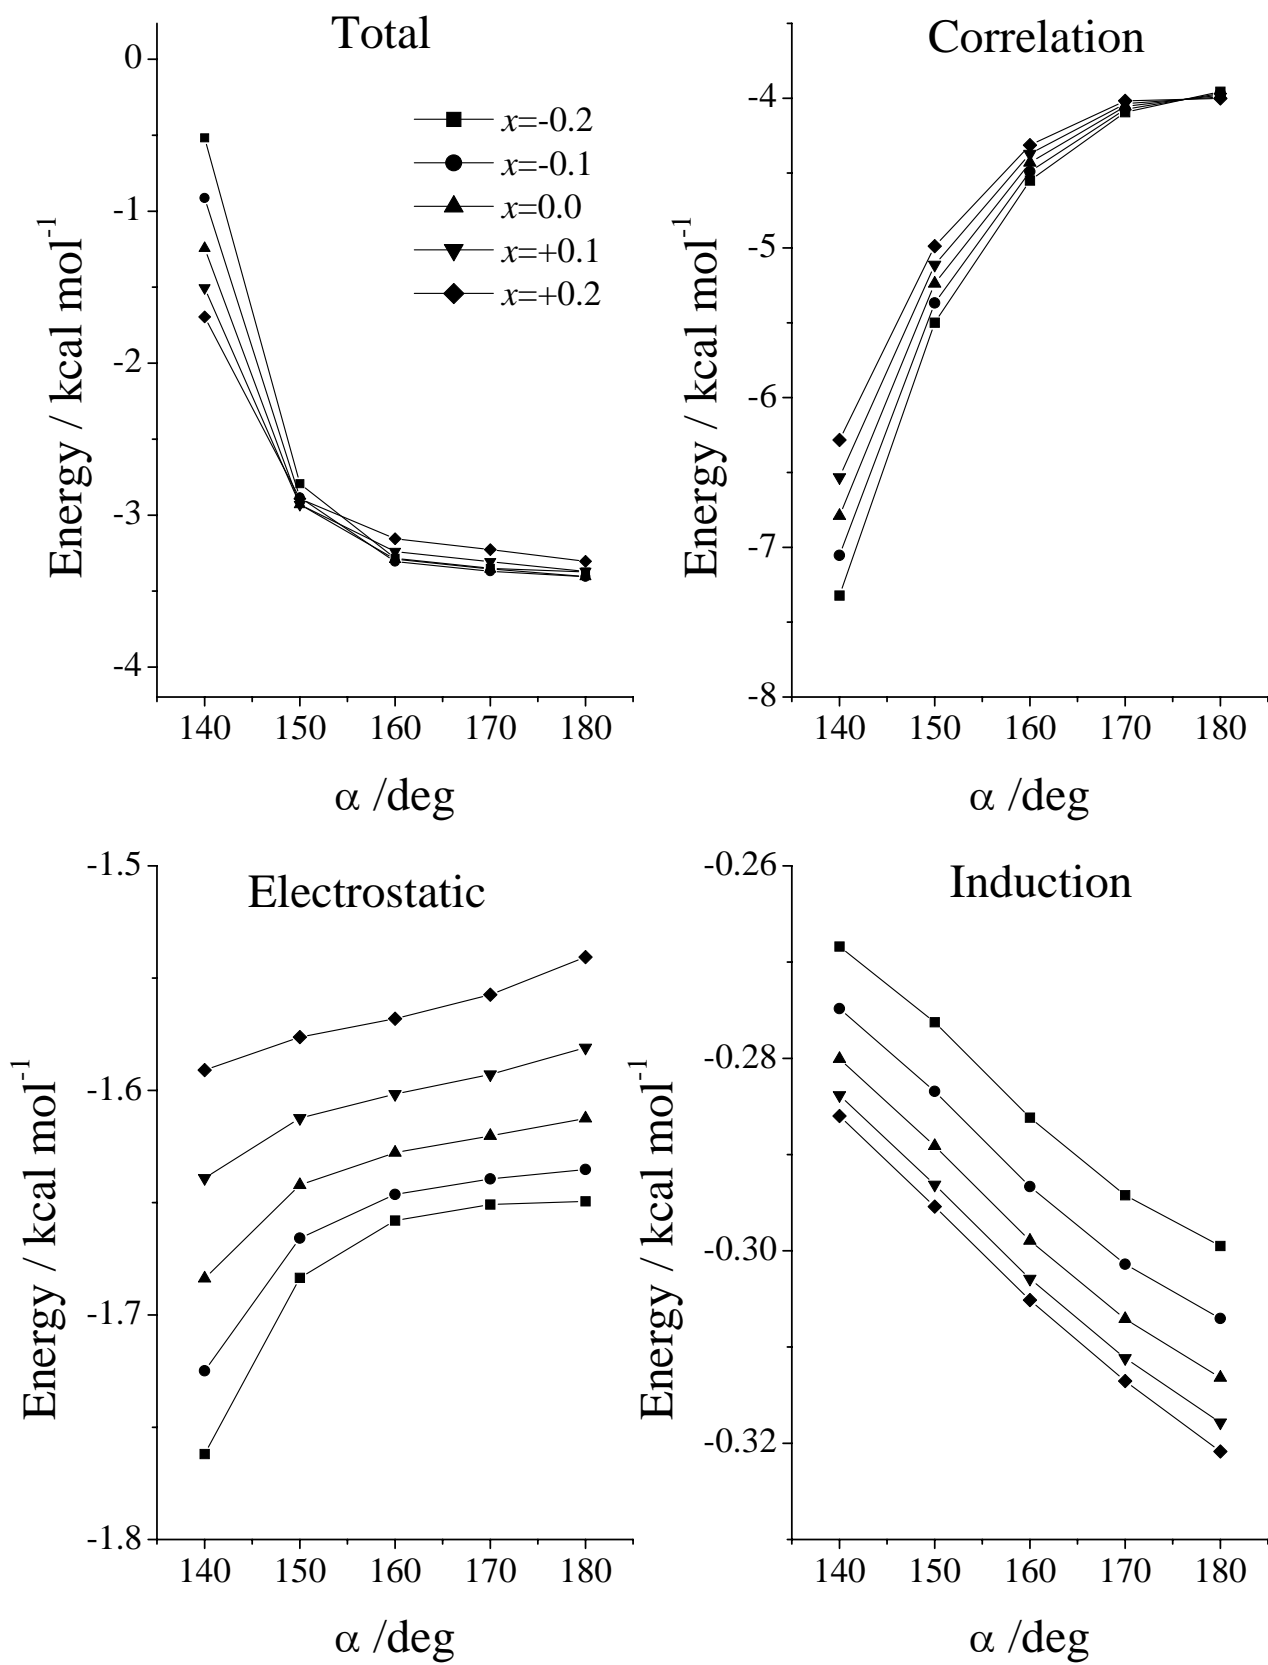 Total
0
-1
-2
-3
-4
x=-0.2
x=-0.1
x=0.0
x=+0.1
x=+0.2
Energy / kcal mol⁻¹
140 150 160 170 180
α /deg
Correlation
-4
-5
-6
-7
-8
Energy / kcal mol⁻¹
140 150 160 170 180
α /deg
Electrostatic
-1.5
-1.6
-1.7
-1.8
Energy / kcal mol⁻¹
140 150 160 170 180
α /deg
Induction
-0.26
-0.28
-0.30
-0.32
Energy / kcal mol⁻¹
140 150 160 170 180
α /deg